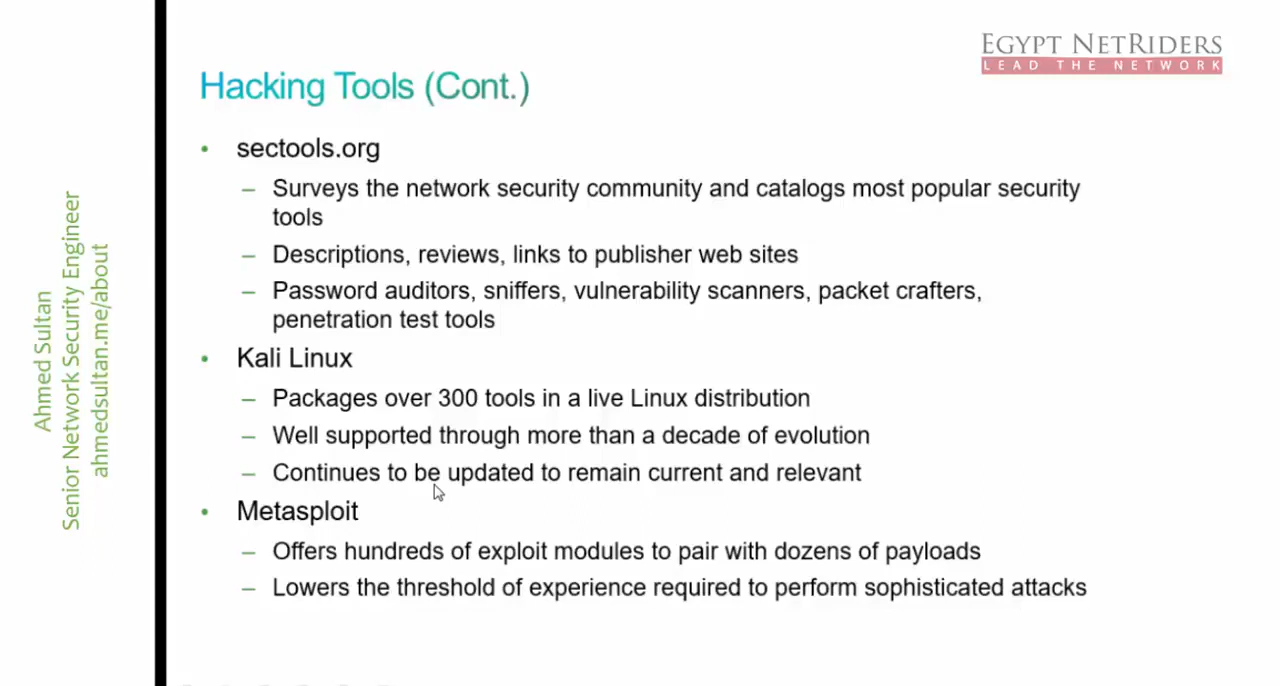 EGYPT NETRIDERS
LEAD THE NETWORK
Hacking Tools (Cont.)
• sectools.org
– Surveys the network security community and catalogs most popular security
tools
– Descriptions, reviews, links to publisher web sites
– Password auditors, sniffers, vulnerability scanners, packet crafters,
penetration test tools
• Kali Linux
– Packages over 300 tools in a live Linux distribution
– Well supported through more than a decade of evolution
– Continues to be updated to remain current and relevant
• Metasploit
– Offers hundreds of exploit modules to pair with dozens of payloads
– Lowers the threshold of experience required to perform sophisticated attacks
Ahmed Sultan
Senior Network Security Engineer
ahmedsultan.me/about